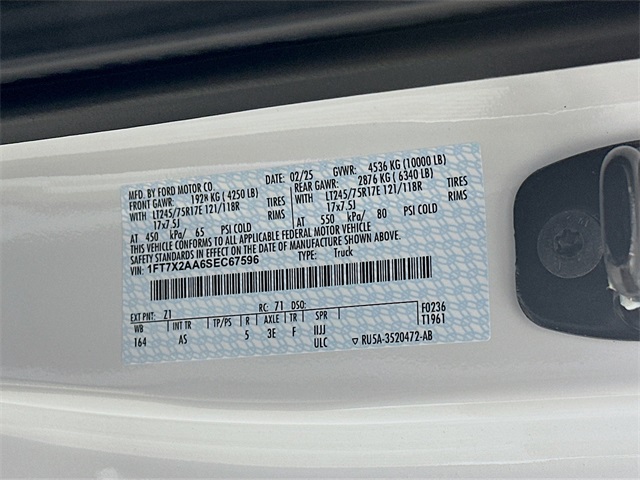 MFD. BY FORD MOTOR CO.
DATE: 02/25 GVWR: 4536 KG (10000 LB)
FRONT GAWR: 1928 KG ( 4250 LB) REAR GAWR: 2876 KG ( 6340 LB)
WITH LT245/75R17E 121/118R TIRES WITH LT245/75R17E 121/118R TIRES
17x7.5J RIMS 17x7.5J RIMS
AT 450 kPa/ 65 PSI COLD AT 550 kPa/ 80 PSI COLD
THIS VEHICLE CONFORMS TO ALL APPLICABLE FEDERAL MOTOR VEHICLE
SAFETY STANDARDS IN EFFECT ON THE DATE OF MANUFACTURE SHOWN ABOVE.
VIN: 1FT7X2AA6SEC67596 TYPE: Truck
EXT PNT: Z1 RC: 71 DSO: F0236
WB INT TR TP/PS R AXLE TR SPR T1961
164 AS 5 3E F IIJJ
ULC ▽ RU5A-3520472-AB